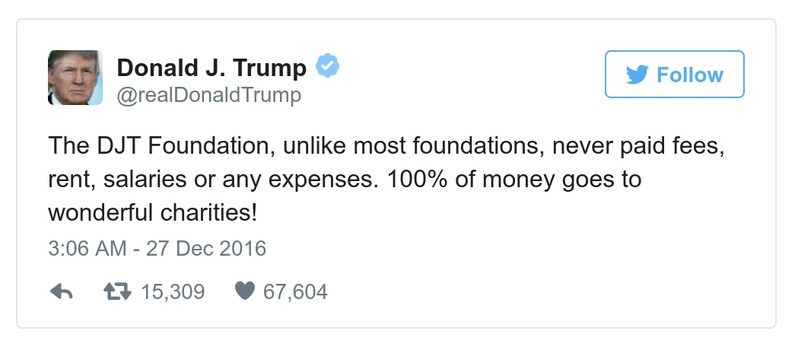 Donald J. Trump
@realDonaldTrump
Follow
The DJT Foundation, unlike most foundations, never paid fees,
rent, salaries or any expenses. 100% of money goes to
wonderful charities!
3:06 AM - 27 Dec 2016
15,309 67,604